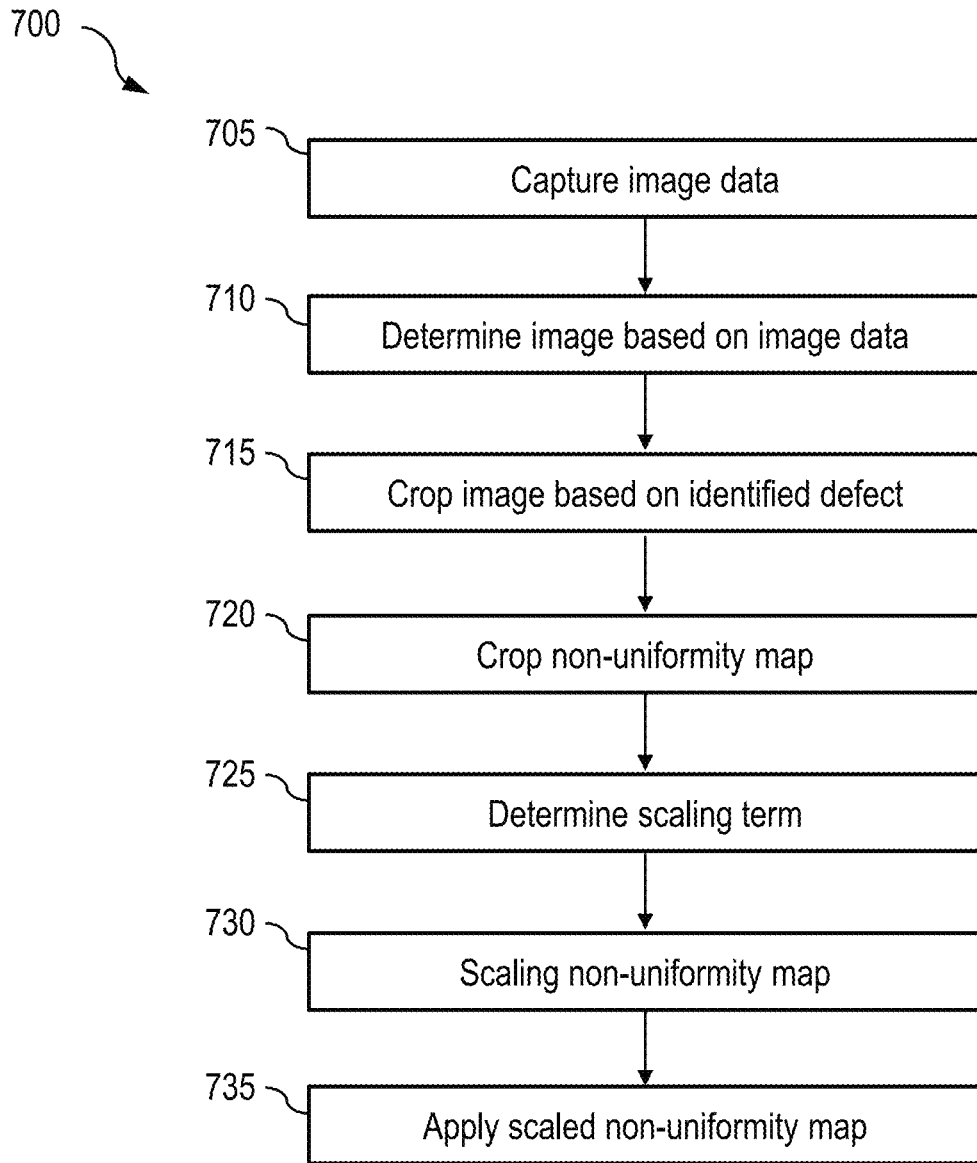 700
705
Capture image data
710
Determine image based on image data
715
Crop image based on identified defect
720
Crop non-uniformity map
725
Determine scaling term
730
Scaling non-uniformity map
735
Apply scaled non-uniformity map